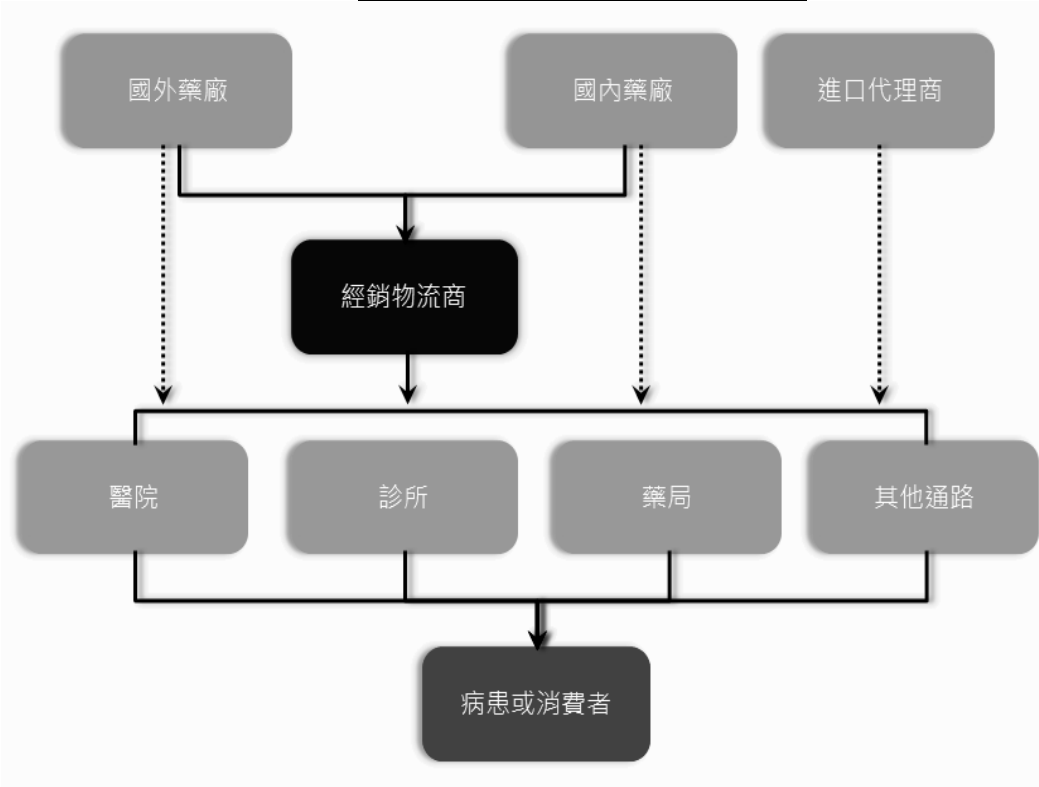 國外藥廠
國內藥廠
進口代理商
經銷物流商
醫院
診所
藥局
其他通路
病患或消費者